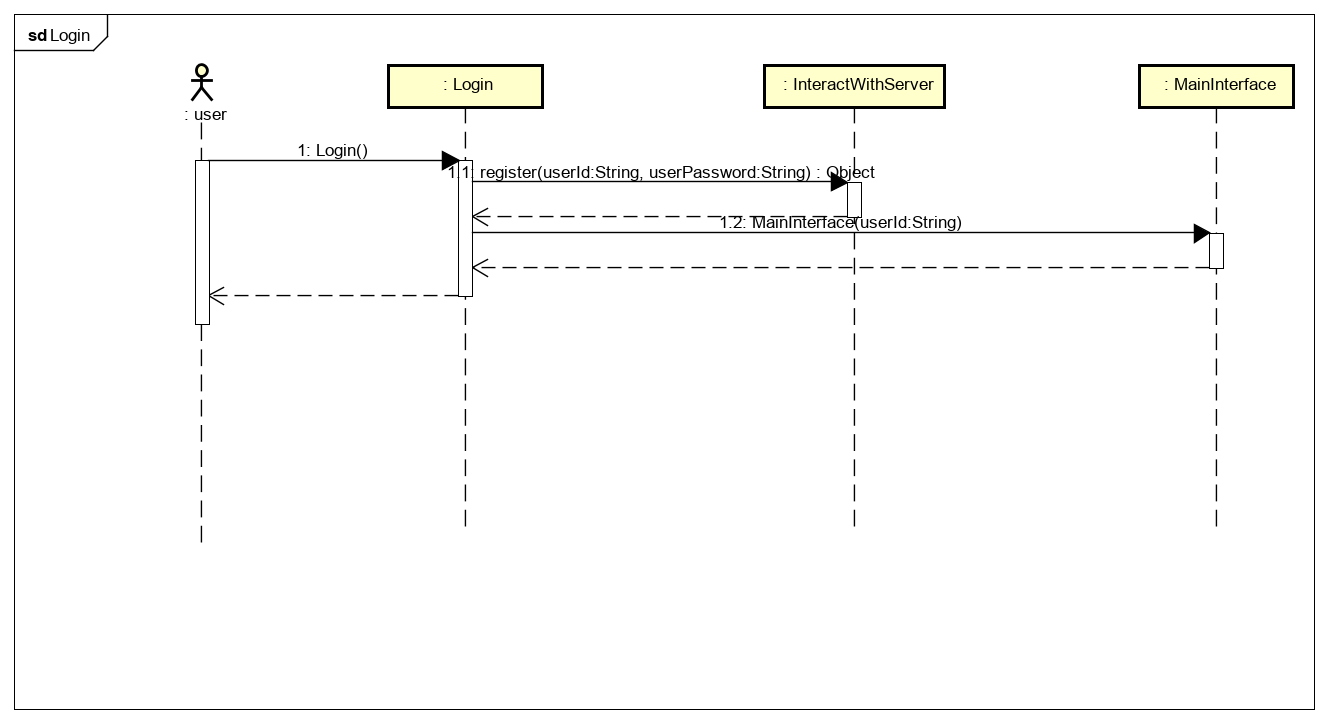 sd Login
: user
: Login
: InteractWithServer
: MainInterface
1: Login()
1.1: register(userId:String, userPassword:String) : Object
1.2: MainInterface(userId:String)